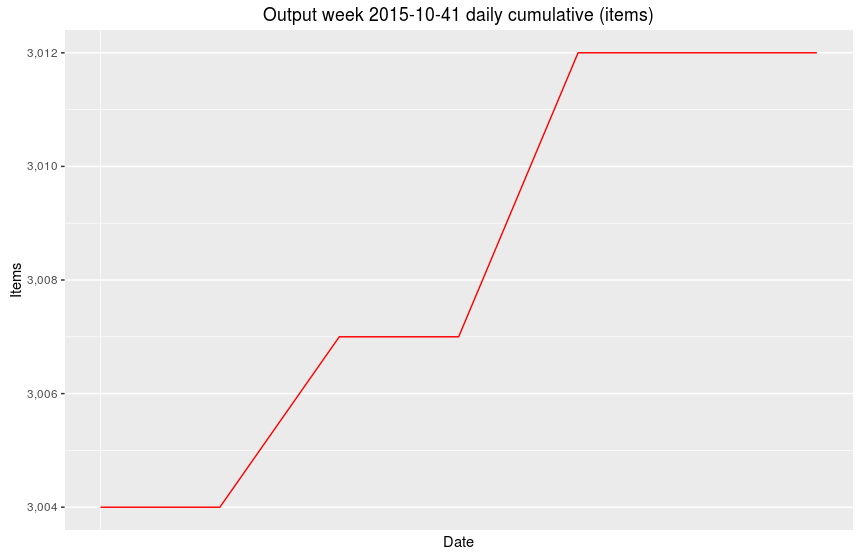 Output week 2015-10-41 daily cumulative (items)
3,012
3,010
3,008
3,006
3,004
Items
Date